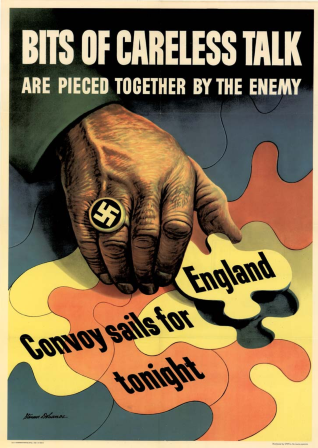 BITS OF CARELESS TALK
ARE PIECED TOGETHER BY THE ENEMY
England
Convoy sails for
tonight